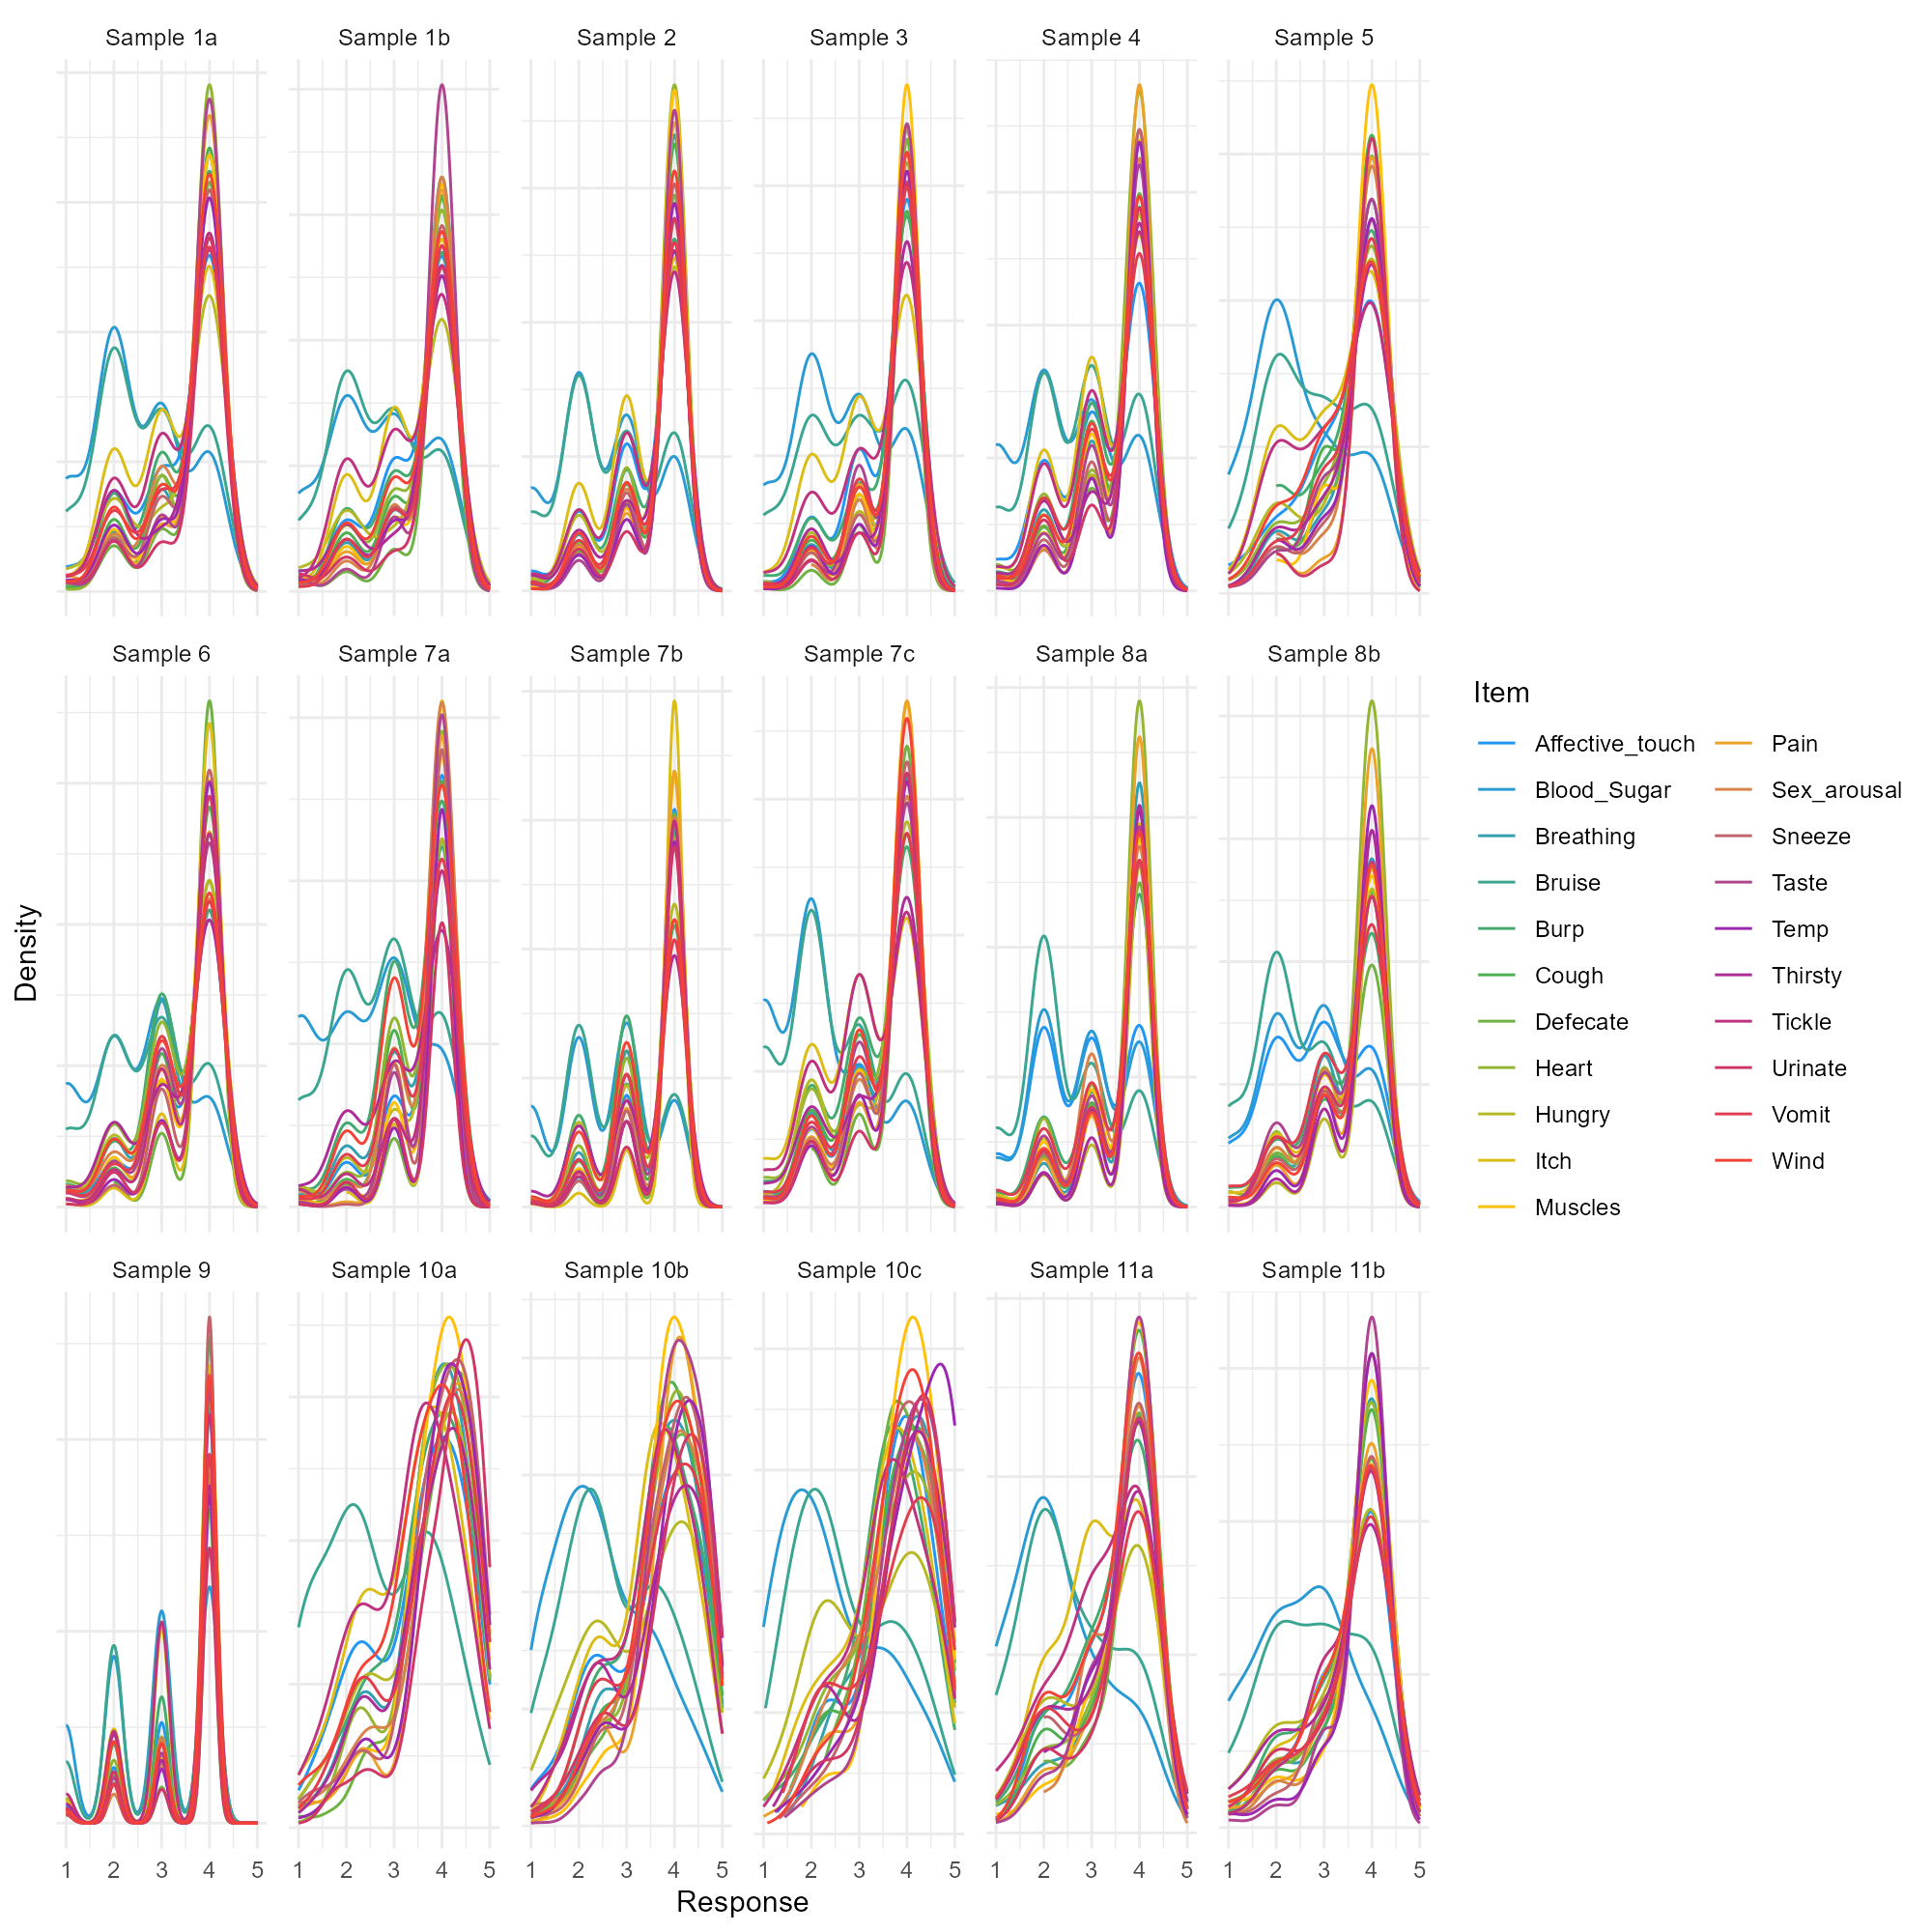 Sample 1a Sample 1b Sample 2 Sample 3 Sample 4 Sample 5
Sample 6 Sample 7a Sample 7b Sample 7c Sample 8a Sample 8b
Sample 9 Sample 10a Sample 10b Sample 10c Sample 11a Sample 11b
Density
1 2 3 4 5 1 2 3 4 5 1 2 3 4 5 1 2 3 4 5 1 2 3 4 5 1 2 3 4 5
Response
Item
Affective_touch
Blood_Sugar
Breathing
Bruise
Burp
Cough
Defecate
Heart
Hungry
Itch
Muscles
Pain
Sex_arousal
Sneeze
Taste
Temp
Thirsty
Tickle
Urinate
Vomit
Wind